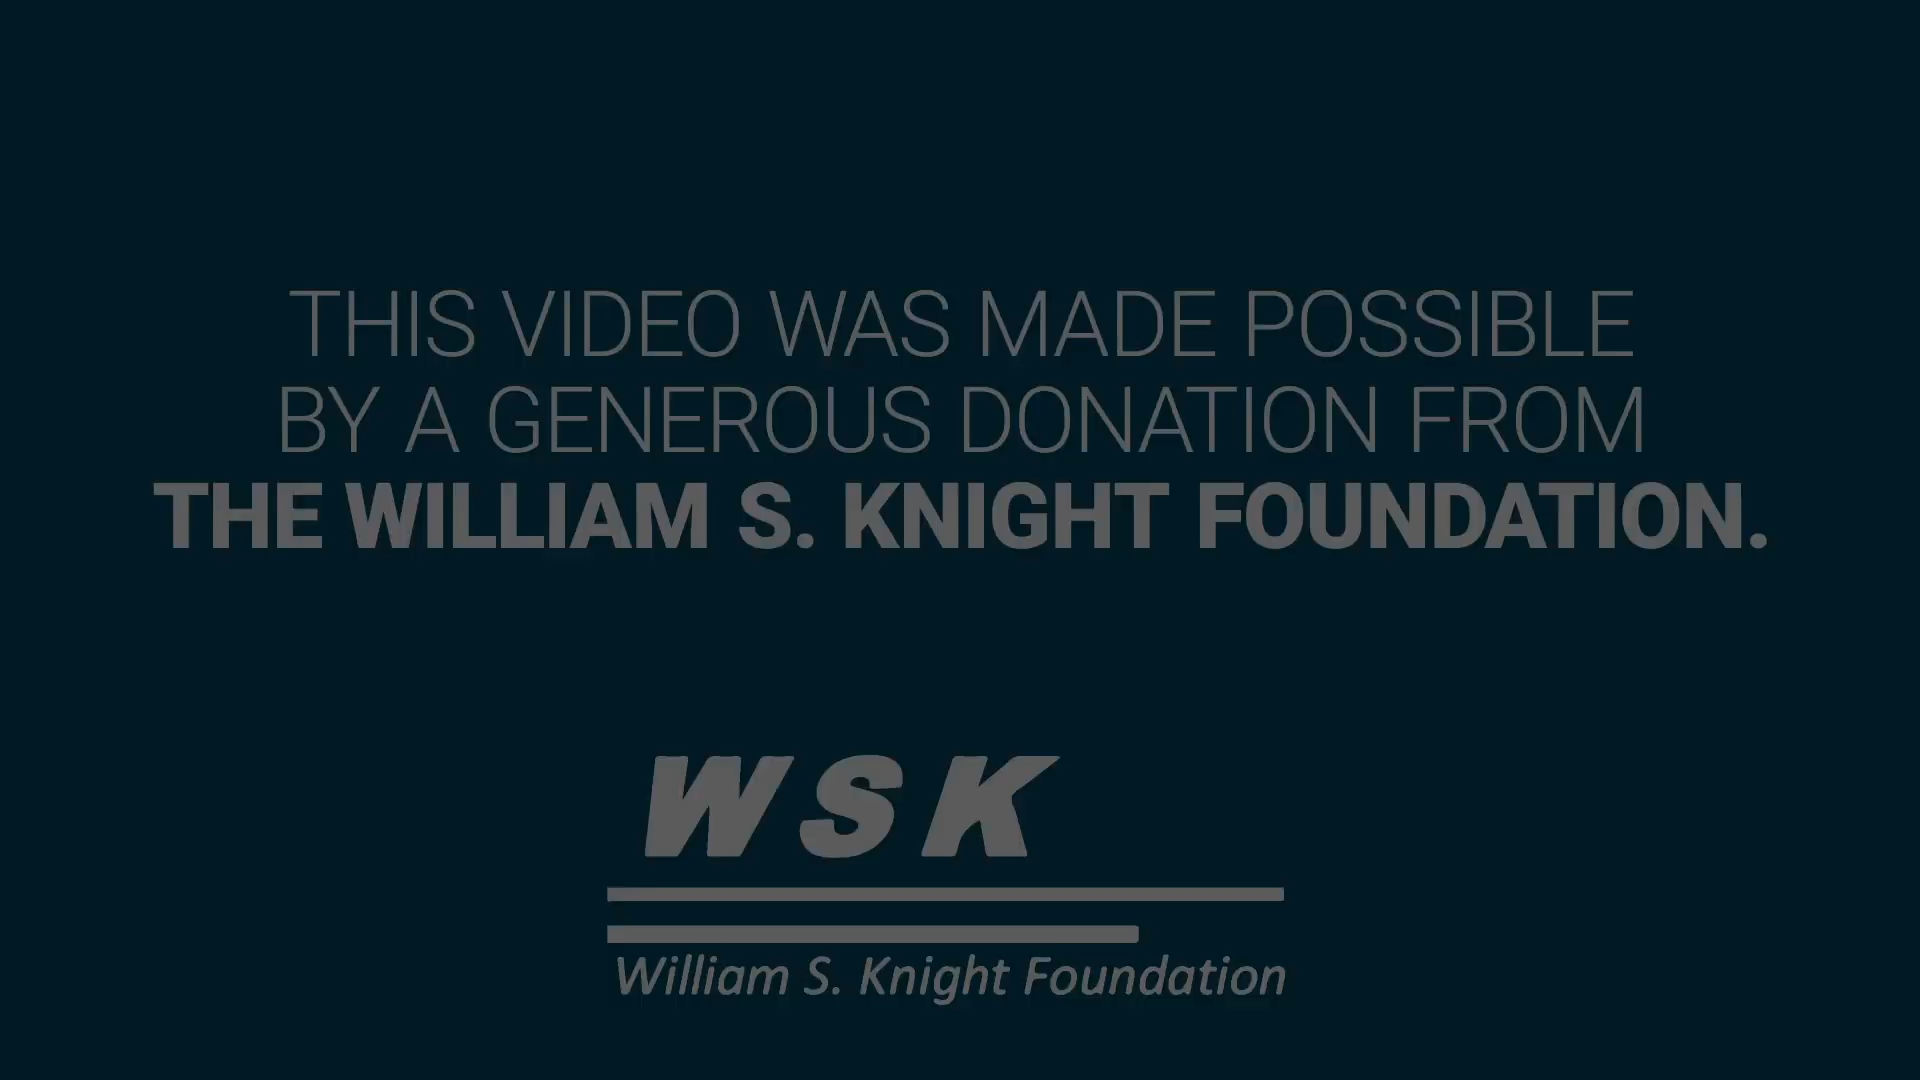 THIS VIDEO WAS MADE POSSIBLE
BY A GENEROUS DONATION FROM
THE WILLIAM S. KNIGHT FOUNDATION.
WSK
William S. Knight Foundation